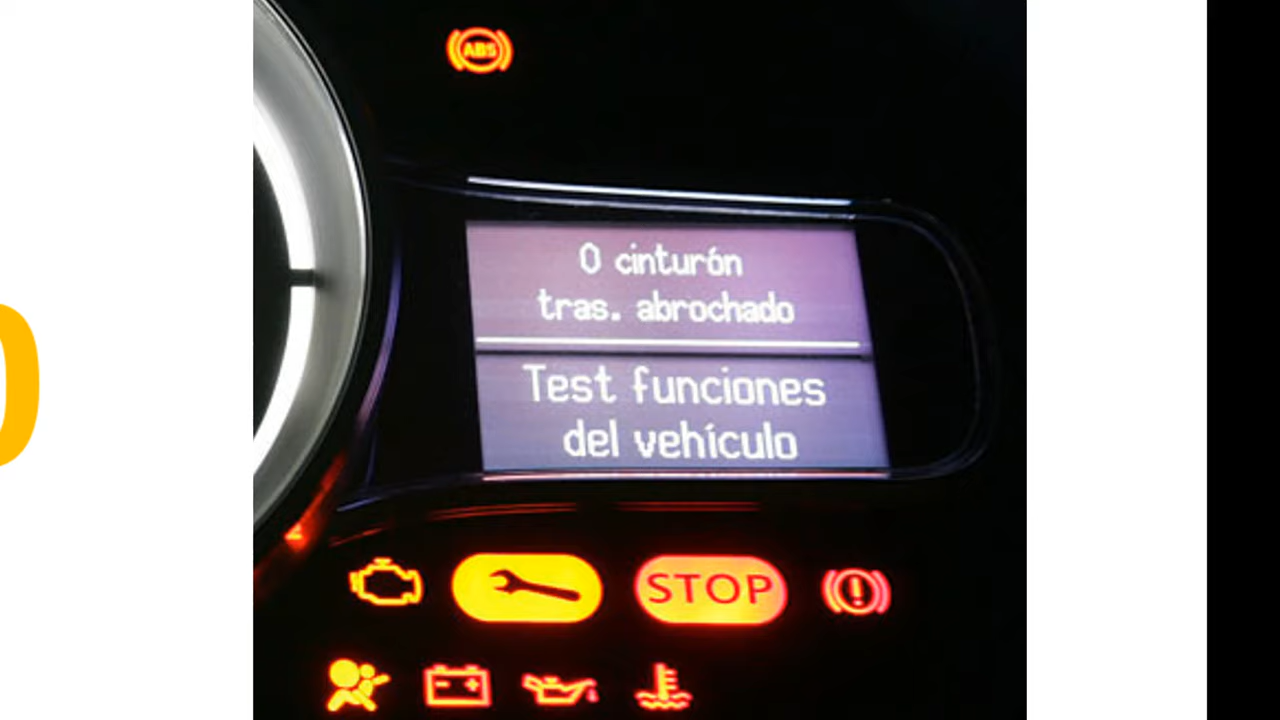 ABS
0 cinturón
tras. abrochado
Test funciones
del vehículo
STOP